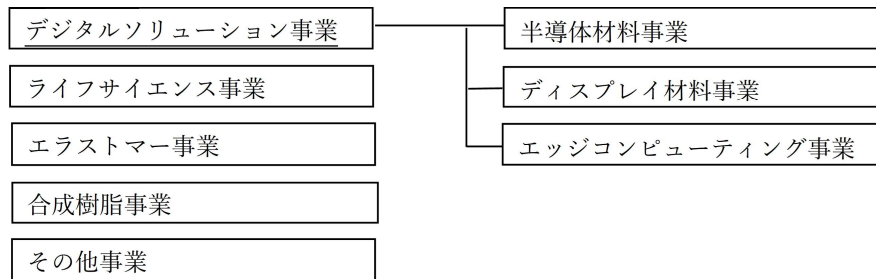 デジタルソリューション事業
半導体材料事業
ライフサイエンス事業
ディスプレイ材料事業
エラストマー事業
エッジコンピューティング事業
合成樹脂事業
その他事業